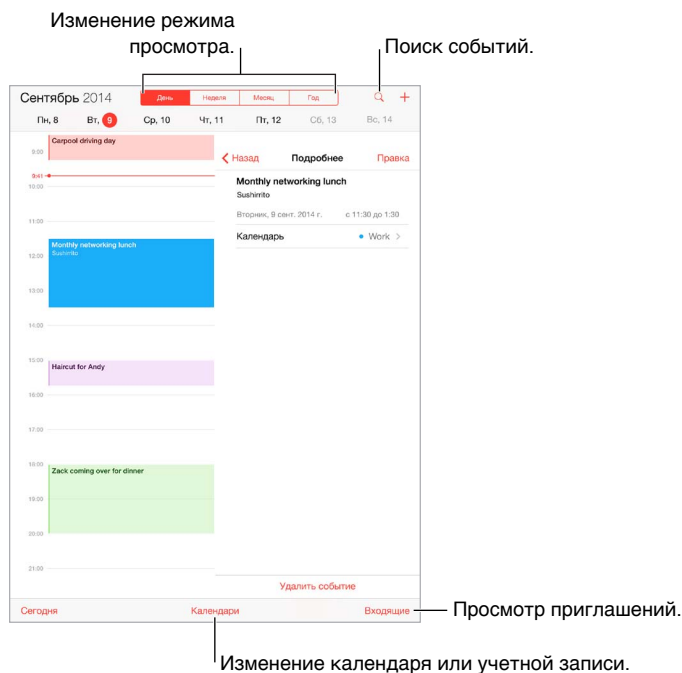 Изменение режима
просмотра.
Поиск событий.
Сентябрь 2014
День Неделя Месяц Год
Пн, 8 Вт, 9 Ср, 10 Чт, 11 Пт, 12 Сб, 13 Вс, 14
9:00
Carpool driving day
9:41
10:00
11:00
Monthly networking lunch
Sushirrito
12:00
13:00
14:00
15:00
Haircut for Andy
16:00
17:00
18:00
Zack coming over for dinner
19:00
20:00
21:00
Назад Подробнее Правка
Monthly networking lunch
Sushirrito
Вторник, 9 сент. 2014 г. с 11:30 до 1:30
Календарь Work
Удалить событие
Сегодня Календари Входящие
Просмотр приглашений.
Изменение календаря или учетной записи.